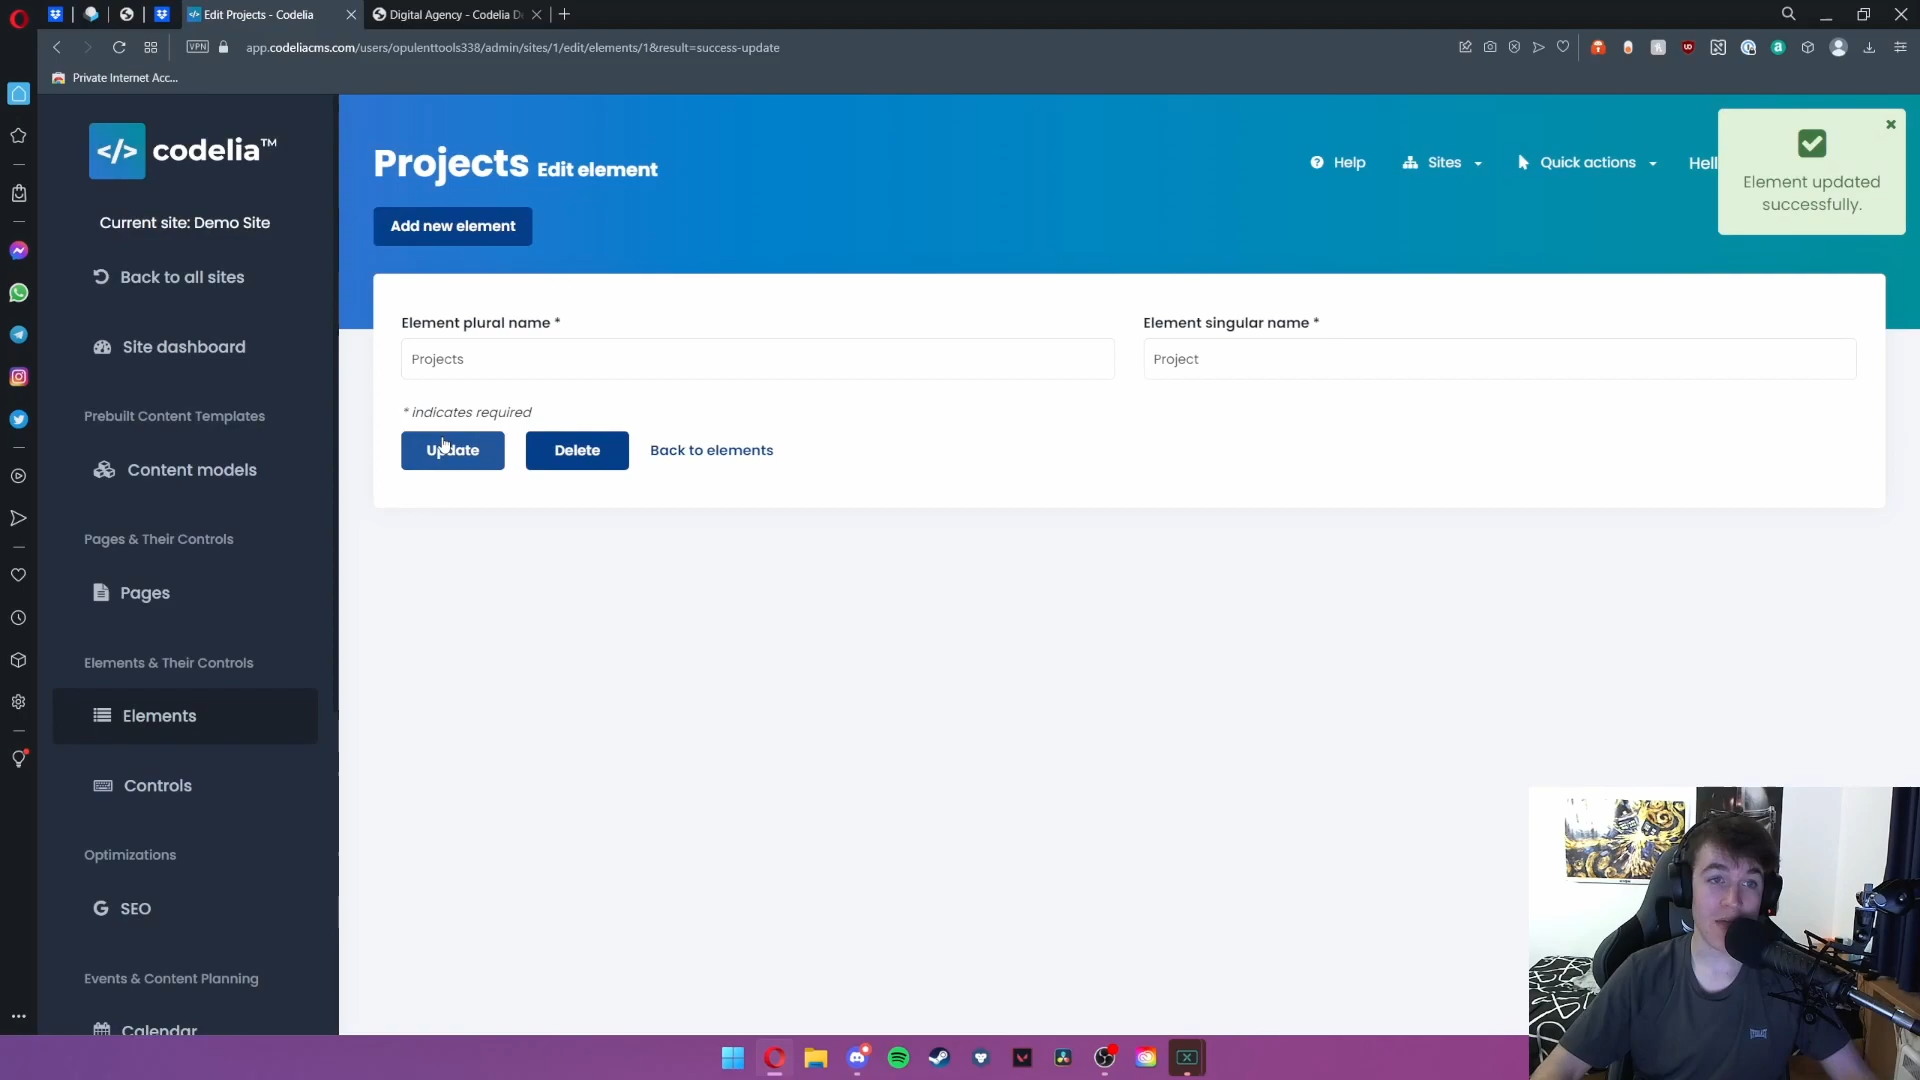 Edit Projects - Codelia
Digital Agency - Codelia D
VPN
app.codeliacms.com/users/opulenttools338/admin/sites/1/edit/elements/1&result=success-update
Private Internet Acc...
</> codelia™
Current site: Demo Site
Back to all sites
Site dashboard
Prebuilt Content Templates
Content models
Pages & Their Controls
Pages
Elements & Their Controls
Elements
Controls
Optimizations
SEO
Events & Content Planning
Calendar
Projects Edit element
Add new element
Help
Sites
Quick actions
Hell
Element updated
successfully.
Element plural name *
Projects
Element singular name *
Project
* indicates required
Update
Delete
Back to elements